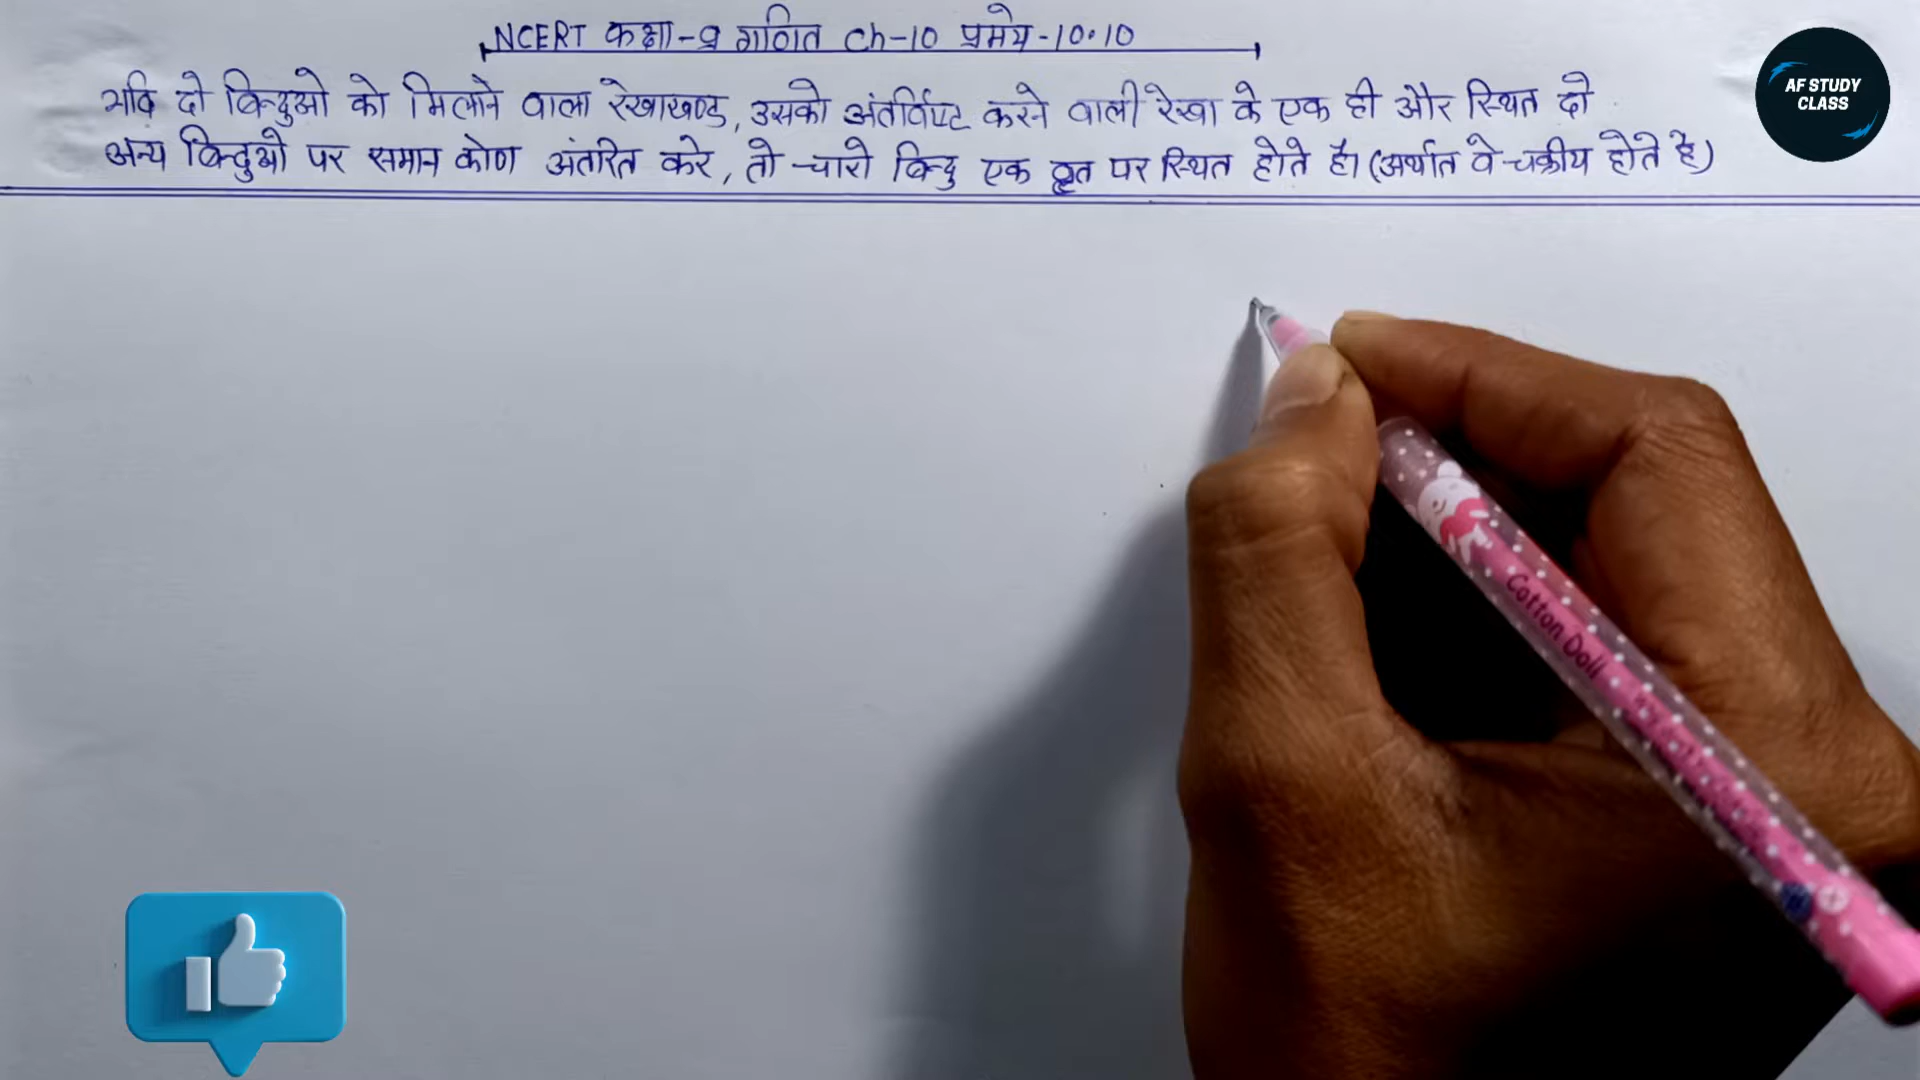 NCERT कक्षा-9 गणित Ch-10 प्रमेय-10.10
यदि दो बिन्दुओ को मिलाने वाला रेखाखण्ड, उसको अंतर्विष्ट करने वाली रेखा के एक ही और स्थित दो
अन्य बिन्दुओ पर समान कोण अंतरित करे, तो चारो बिन्दु एक वृत पर स्थित होते है। (अर्थात वे चक्रीय होते है)
AF STUDY
CLASS
Cotton Doll